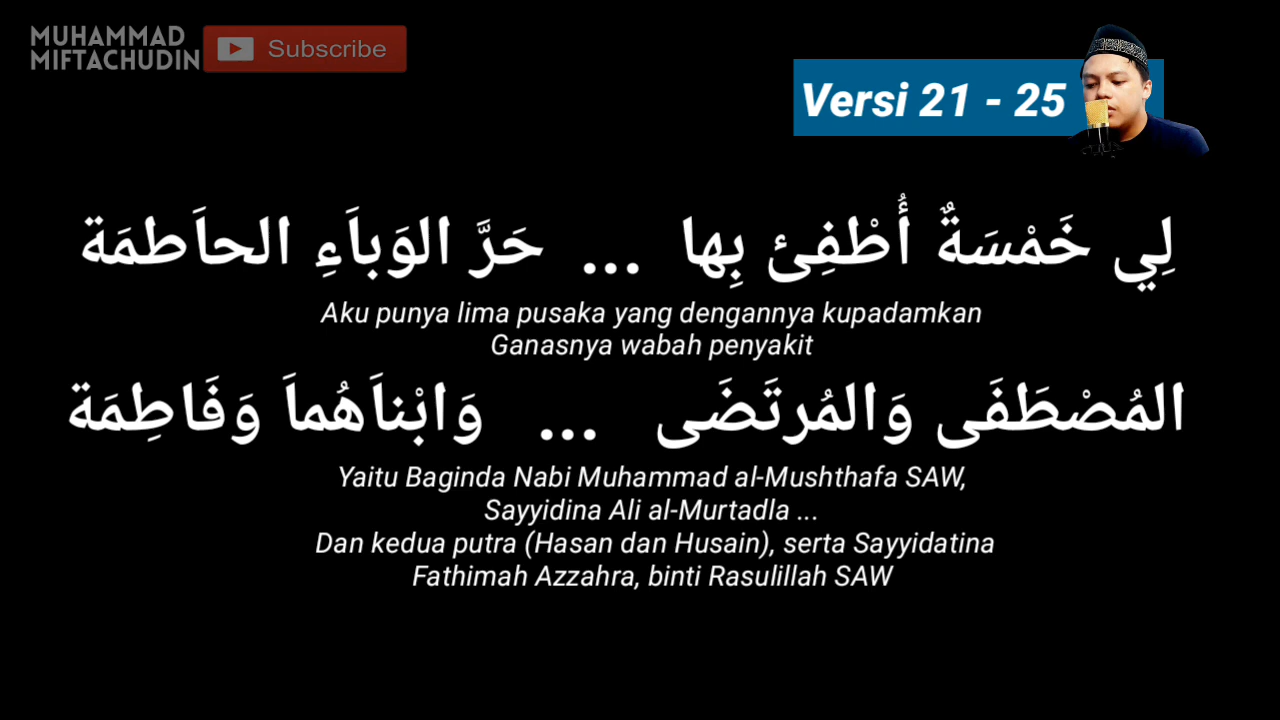 MUHAMMAD
MIFTACHUDIN
Subscribe
Versi 21 - 25
لِي خَمْسَةٌ أُطْفِئ بِها ... حَرَّ الوَباَءِ الحاَطمَة
Aku punya lima pusaka yang dengannya kupadamkan
Ganasnya wabah penyakit
المُصْطَفَى وَالمُرتَضَى ... وَابْناَهُماَ وَفَاطِمَة
Yaitu Baginda Nabi Muhammad al-Mushthafa SAW,
Sayyidina Ali al-Murtadla ...
Dan kedua putra (Hasan dan Husain), serta Sayyidatina
Fathimah Azzahra, binti Rasulillah SAW